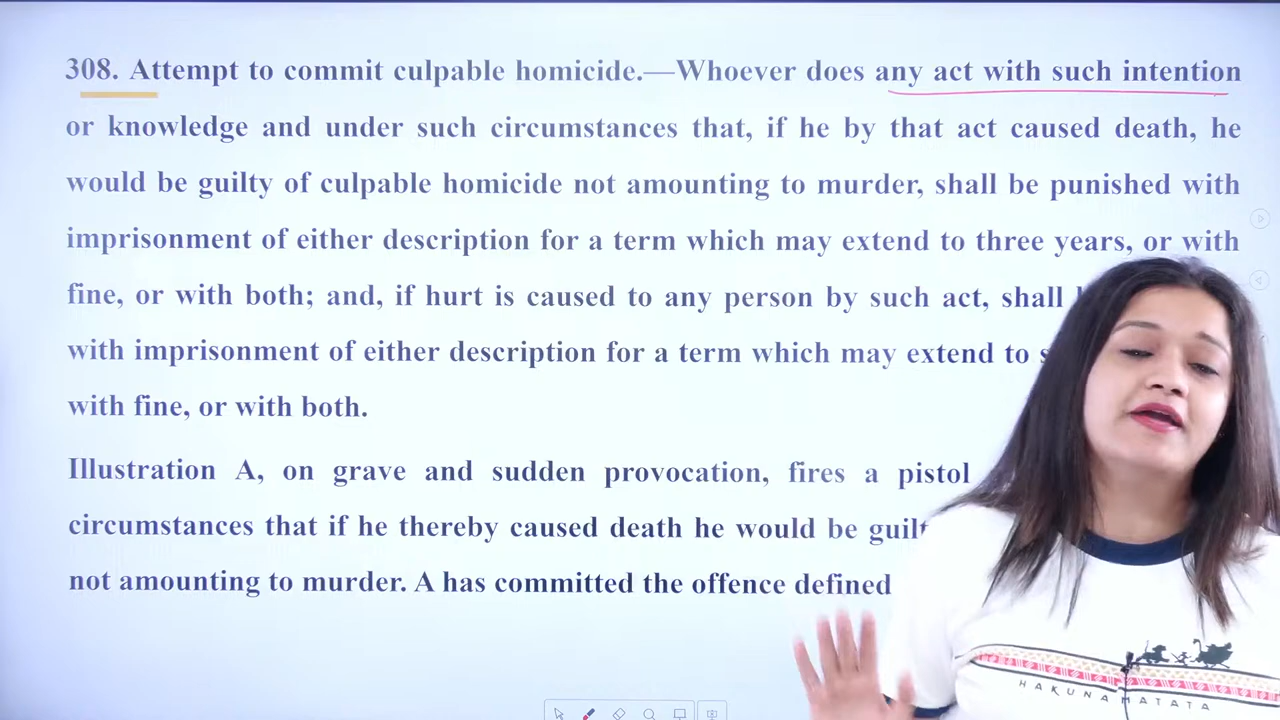 308. Attempt to commit culpable homicide.—Whoever does any act with such intention
or knowledge and under such circumstances that, if he by that act caused death, he
would be guilty of culpable homicide not amounting to murder, shall be punished with
imprisonment of either description for a term which may extend to three years, or with
fine, or with both; and, if hurt is caused to any person by such act, shall
with imprisonment of either description for a term which may extend to
with fine, or with both.
Illustration A, on grave and sudden provocation, fires a pistol
circumstances that if he thereby caused death he would be
not amounting to murder. A has committed the offence defined
HAKUNA MATATA